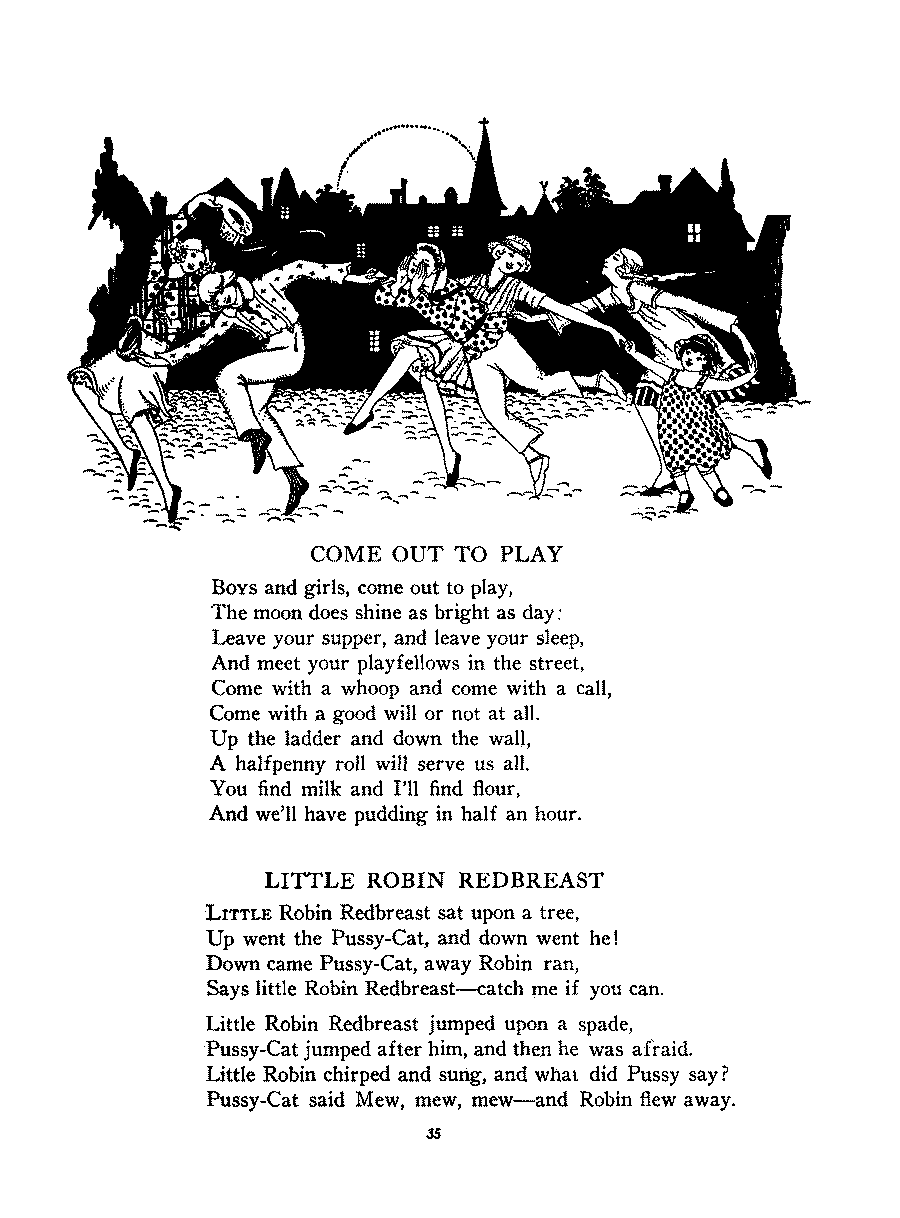 COME OUT TO PLAY
BOYS and girls, come out to play,
The moon does shine as bright as day:
Leave your supper, and leave your sleep,
And meet your playfellows in the street,
Come with a whoop and come with a call,
Come with a good will or not at all.
Up the ladder and down the wall,
A halfpenny roll will serve us all.
You find milk and I'll find flour,
And we'll have pudding in half an hour.
LITTLE ROBIN REDBREAST
LITTLE Robin Redbreast sat upon a tree,
Up went the Pussy-Cat, and down went he!
Down came Pussy-Cat, away Robin ran,
Says little Robin Redbreast—catch me if you can.
Little Robin Redbreast jumped upon a spade,
Pussy-Cat jumped after him, and then he was afraid.
Little Robin chirped and sung, and what did Pussy say?
Pussy-Cat said Mew, mew, mew—and Robin flew away.
35